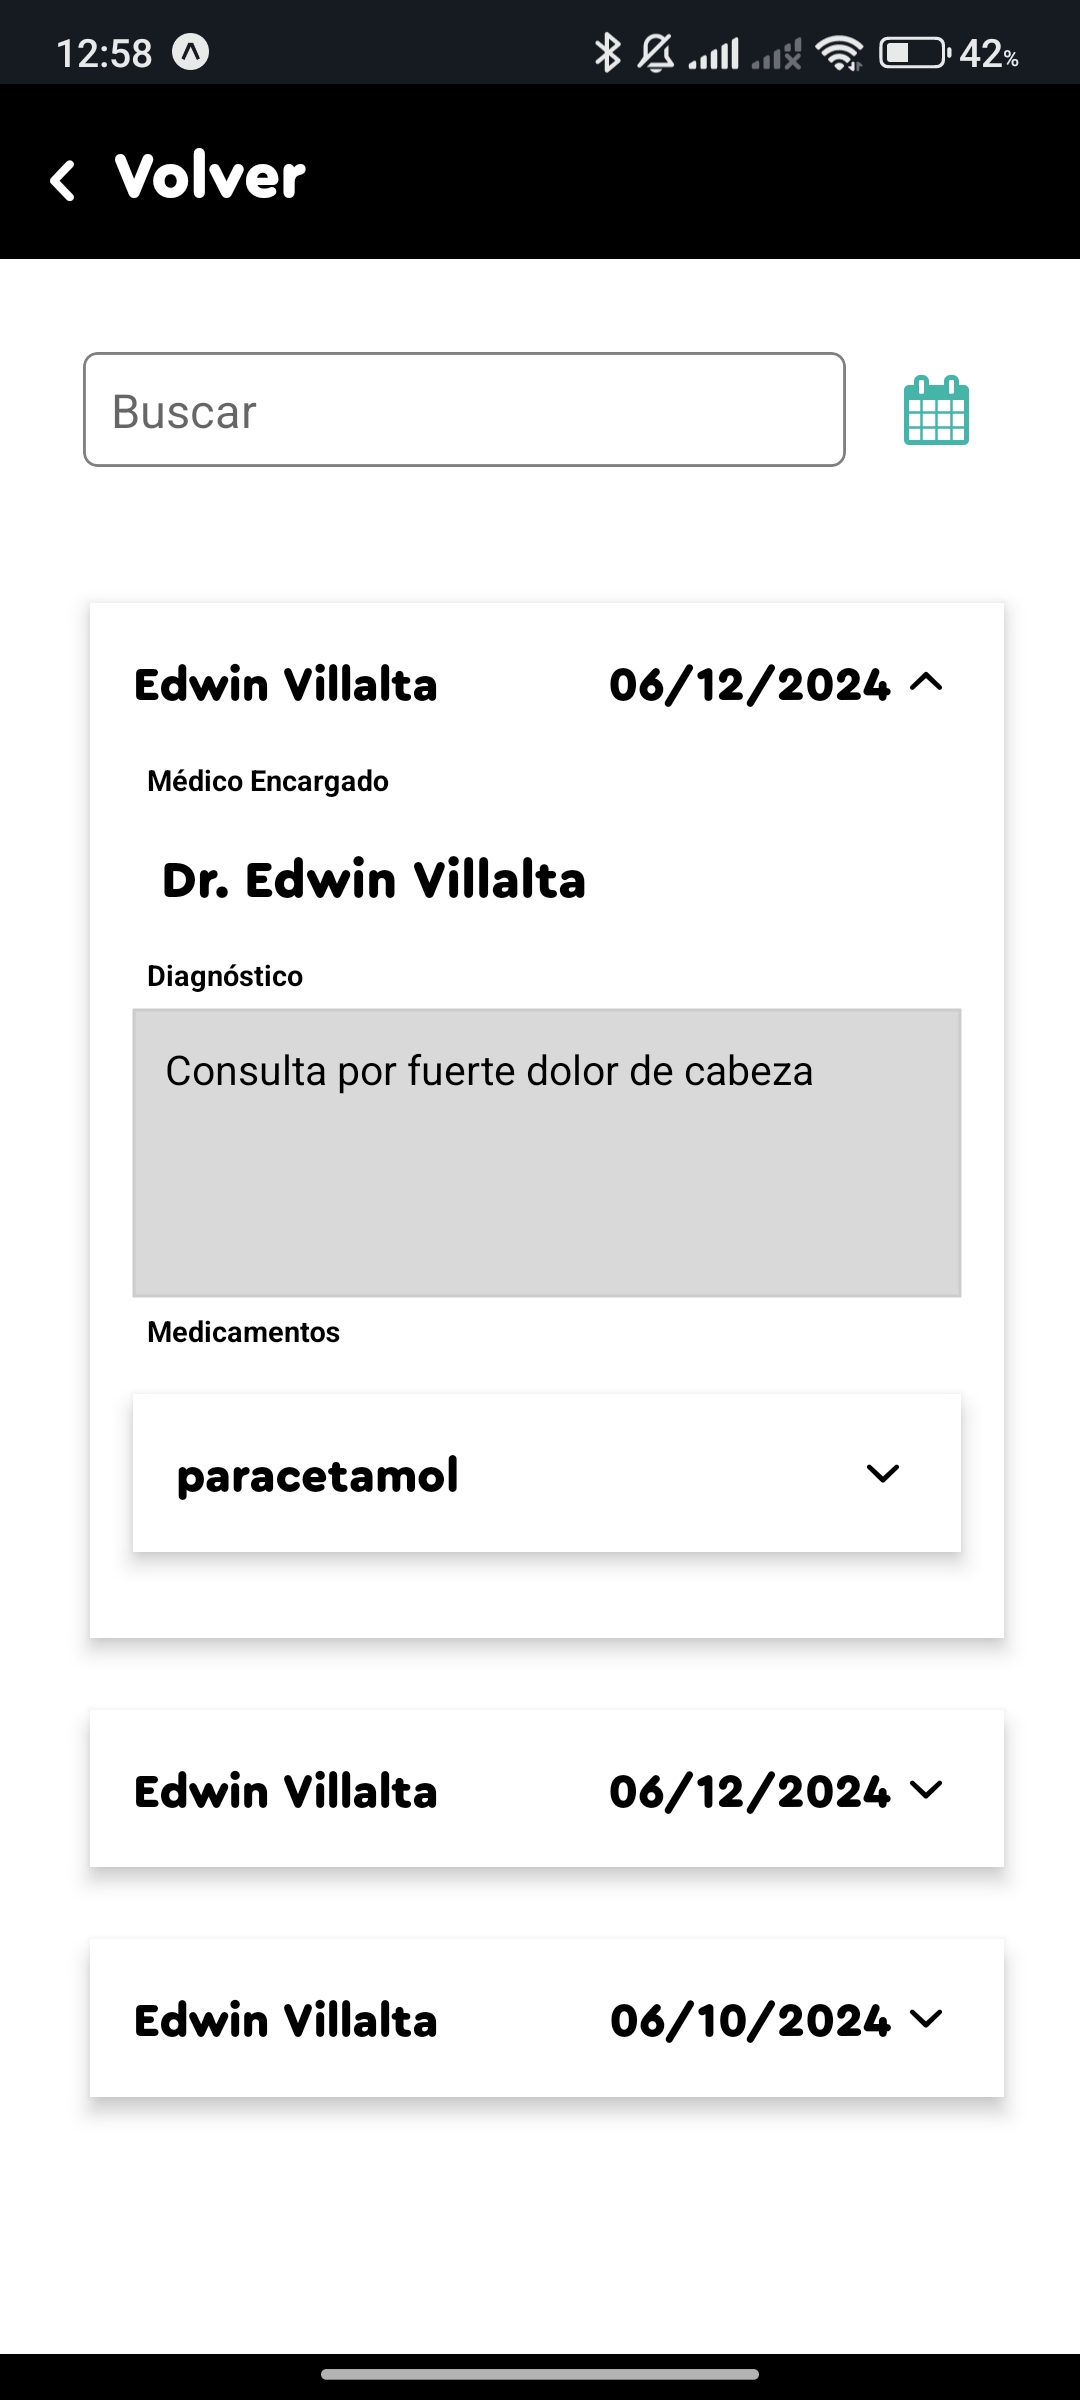 12:58
42%
Volver
Buscar
Edwin Villalta 06/12/2024
Médico Encargado
Dr. Edwin Villalta
Diagnóstico
Consulta por fuerte dolor de cabeza
Medicamentos
paracetamol
Edwin Villalta 06/12/2024
Edwin Villalta 06/10/2024